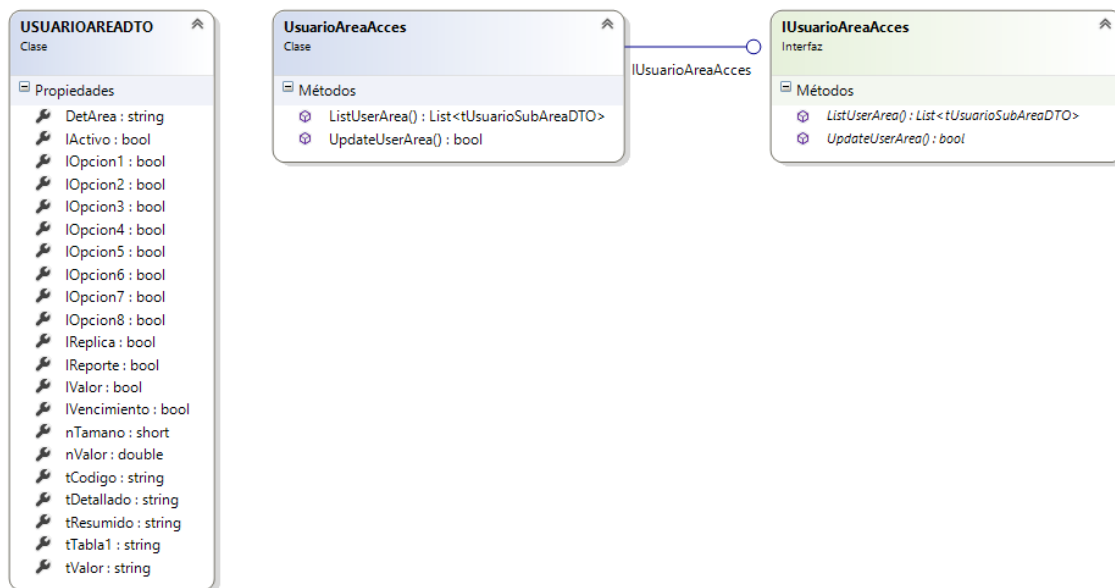 USUARIOAREADTO
Clase
Propiedades
DetArea : string
lActivo : bool
lOpcion1 : bool
lOpcion2 : bool
lOpcion3 : bool
lOpcion4 : bool
lOpcion5 : bool
lOpcion6 : bool
lOpcion7 : bool
lOpcion8 : bool
lReplica : bool
lReporte : bool
lValor : bool
lVencimiento : bool
nTamano : short
nValor : double
tCodigo : string
tDetallado : string
tResumido : string
tTabla1 : string
tValor : string
UsuarioAreaAcces
Clase
Métodos
ListUserArea() : List<tUsuarioSubAreaDTO>
UpdateUserArea() : bool
IUsuarioAreaAcces
IUsuarioAreaAcces
Interfaz
Métodos
ListUserArea() : List<tUsuarioSubAreaDTO>
UpdateUserArea() : bool